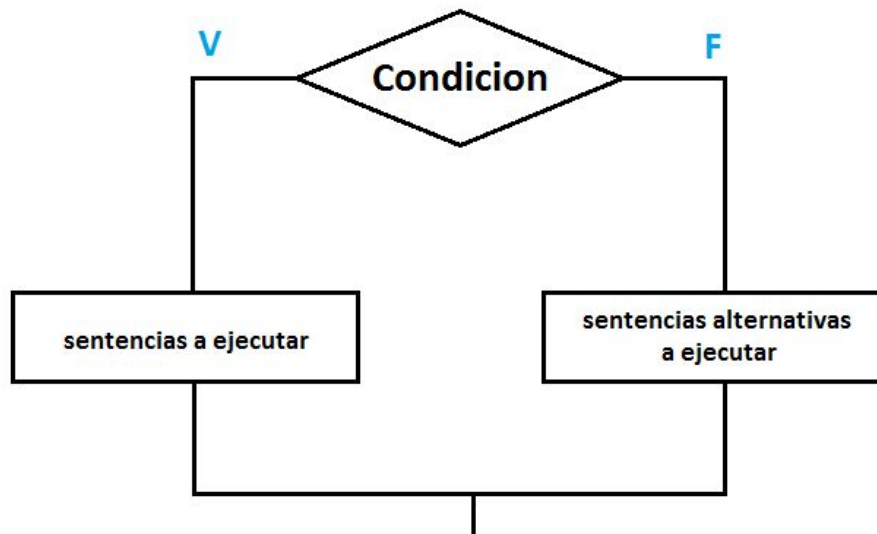 V
F
Condicion
sentencias a ejecutar
sentencias alternativas
a ejecutar